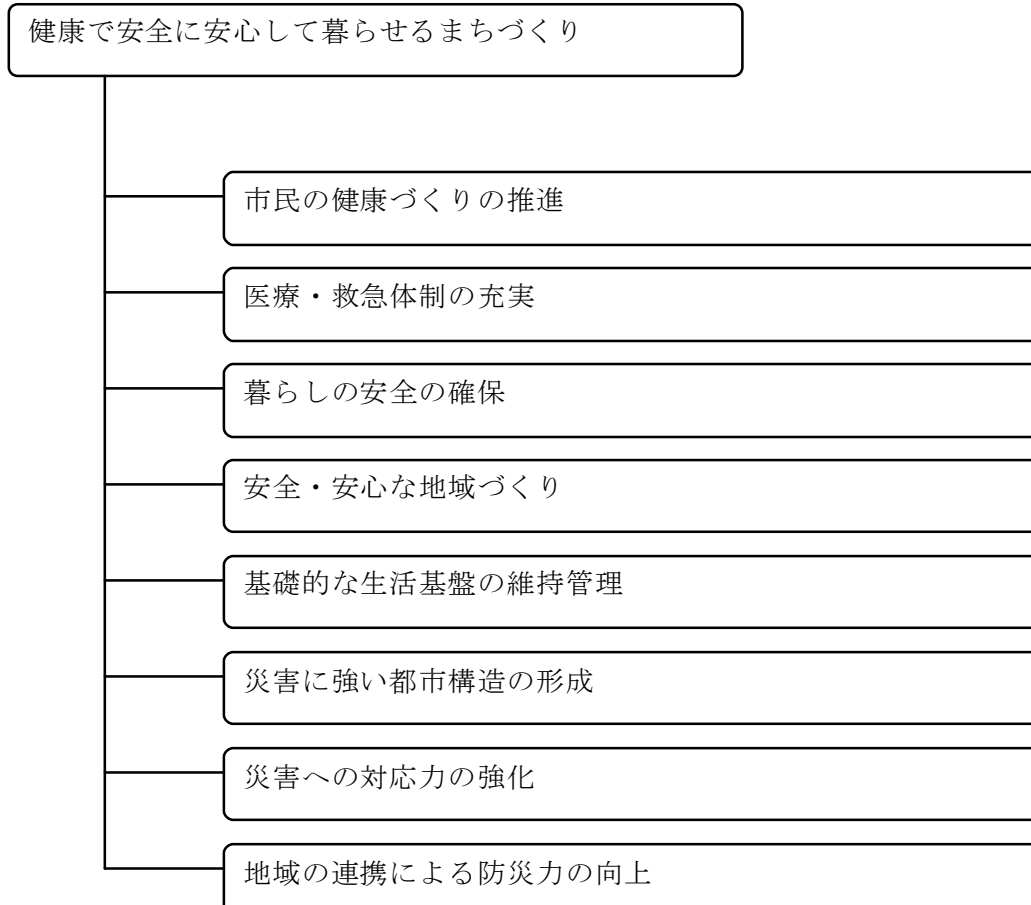 健康で安全に安心して暮らせるまちづくり
市民の健康づくりの推進
医療・救急体制の充実
暮らしの安全の確保
安全・安心な地域づくり
基礎的な生活基盤の維持管理
災害に強い都市構造の形成
災害への対応力の強化
地域の連携による防災力の向上